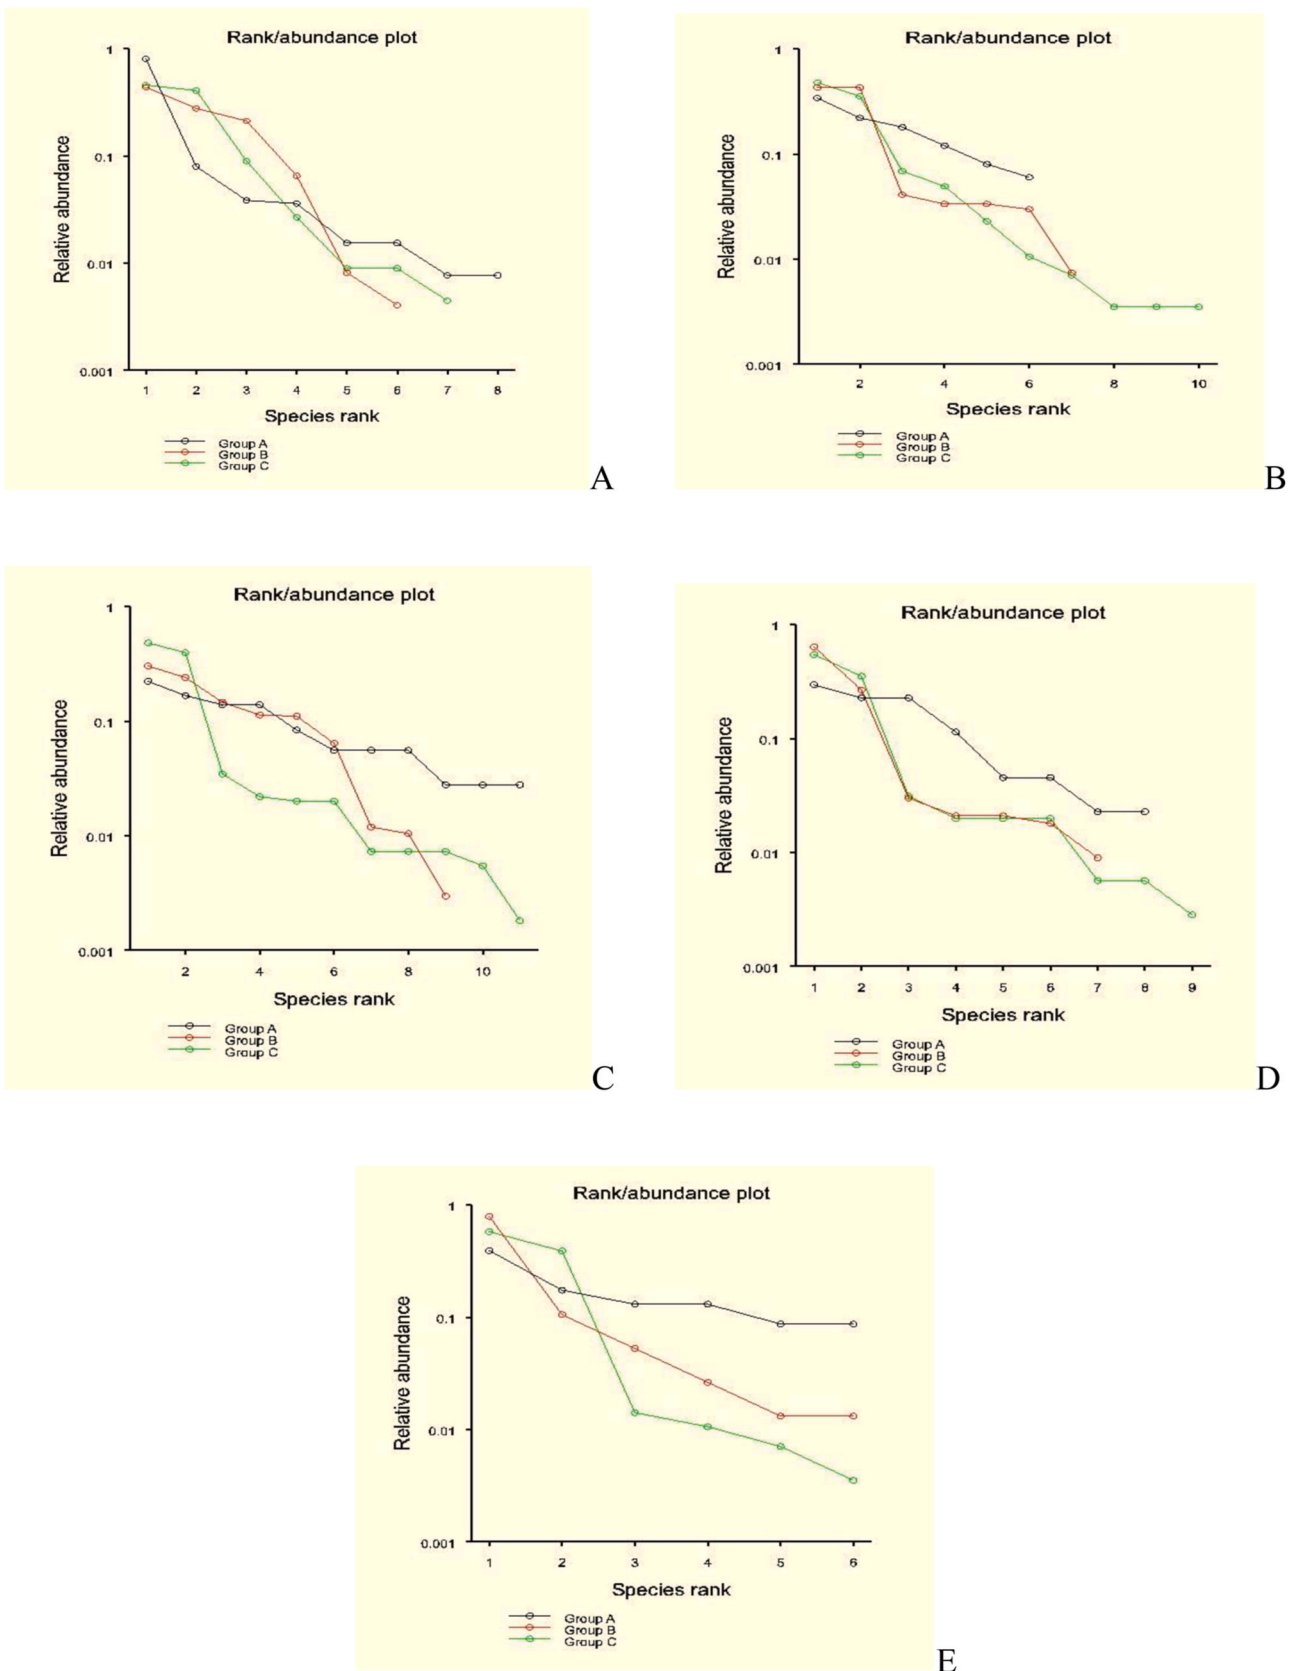 Rank/abundance plot
1
0.1
0.01
0.001
Relative abundance
1 2 3 4 5 6 7 8
Species rank
Group A
Group B
Group C
A
Rank/abundance plot
1
0.1
0.01
0.001
Relative abundance
2 4 6 8 10
Species rank
Group A
Group B
Group C
B
Rank/abundance plot
1
0.1
0.01
0.001
Relative abundance
2 4 6 8 10
Species rank
Group A
Group B
Group C
C
Rank/abundance plot
1
0.1
0.01
0.001
Relative abundance
1 2 3 4 5 6 7 8 9
Species rank
Group A
Group B
Group C
D
Rank/abundance plot
1
0.1
0.01
0.001
Relative abundance
1 2 3 4 5 6
Species rank
Group A
Group B
Group C
E